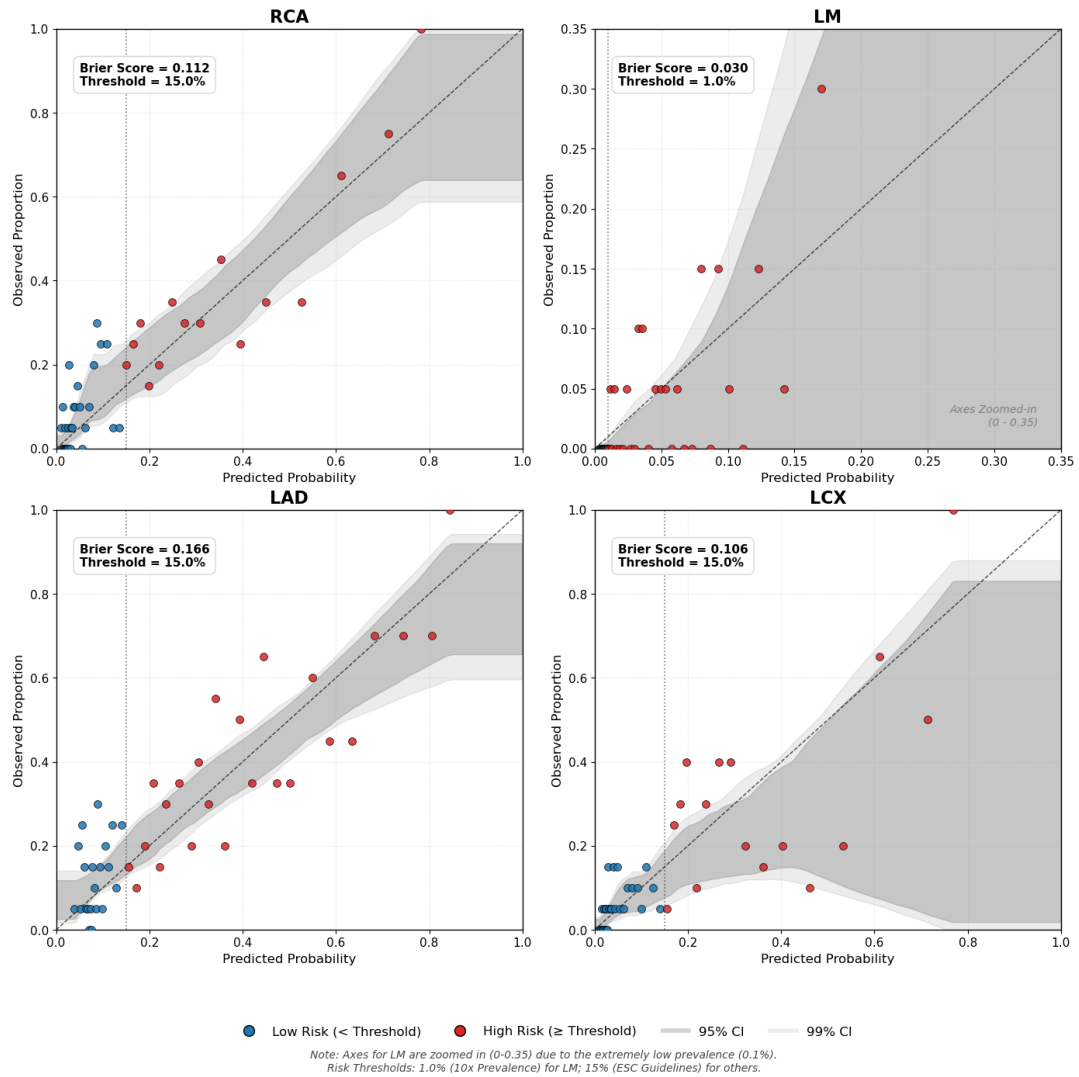 RCA
Brier Score = 0.112
Threshold = 15.0%
Observed Proportion
1.0
0.8
0.6
0.4
0.2
0.0
0.0 0.2 0.4 0.6 0.8 1.0
Predicted Probability
LM
Brier Score = 0.030
Threshold = 1.0%
Observed Proportion
0.35
0.30
0.25
0.20
0.15
0.10
0.05
0.00
Axes Zoomed-in
(0 - 0.35)
0.00 0.05 0.10 0.15 0.20 0.25 0.30 0.35
Predicted Probability
LAD
Brier Score = 0.166
Threshold = 15.0%
Observed Proportion
1.0
0.8
0.6
0.4
0.2
0.0
0.0 0.2 0.4 0.6 0.8 1.0
Predicted Probability
LCX
Brier Score = 0.106
Threshold = 15.0%
Observed Proportion
1.0
0.8
0.6
0.4
0.2
0.0
0.0 0.2 0.4 0.6 0.8 1.0
Predicted Probability
Low Risk (< Threshold) High Risk (≥ Threshold) 95% CI 99% CI
Note: Axes for LM are zoomed in (0-0.35) due to the extremely low prevalence (0.1%).
Risk Thresholds: 1.0% (10x Prevalence) for LM; 15% (ESC Guidelines) for others.